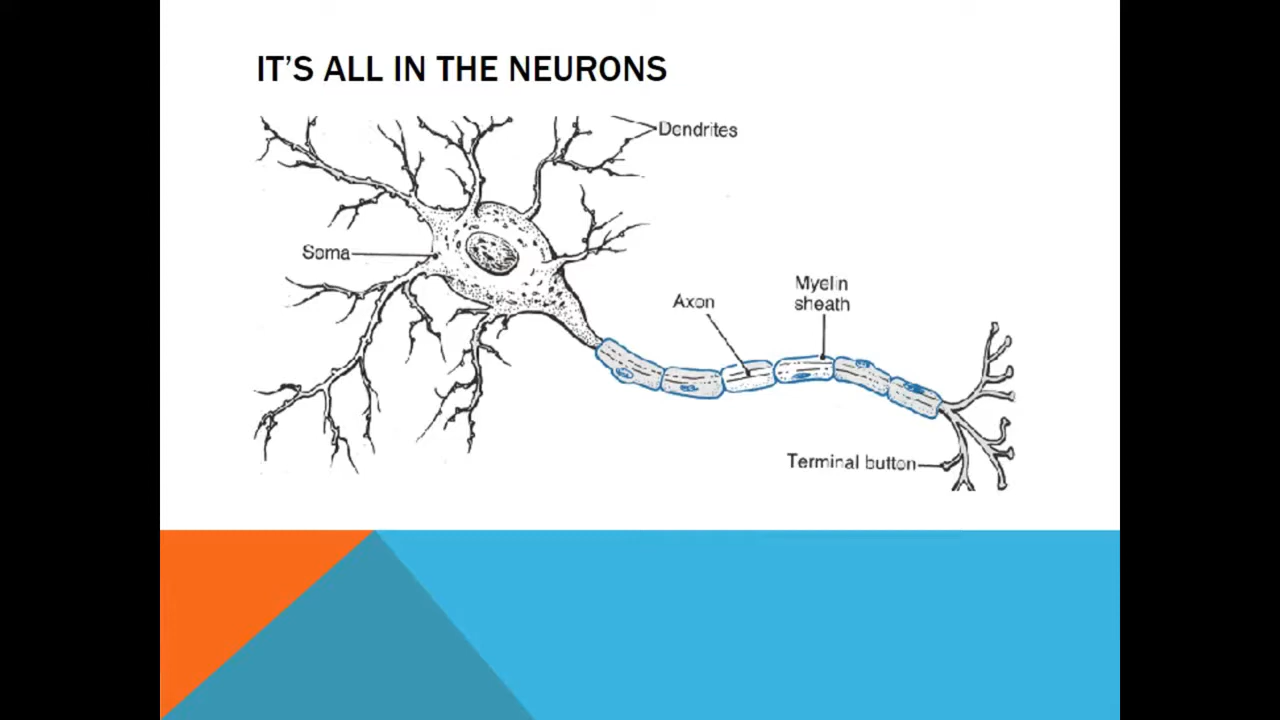 IT'S ALL IN THE NEURONS
Dendrites
Soma
Axon
Myelin
sheath
Terminal button